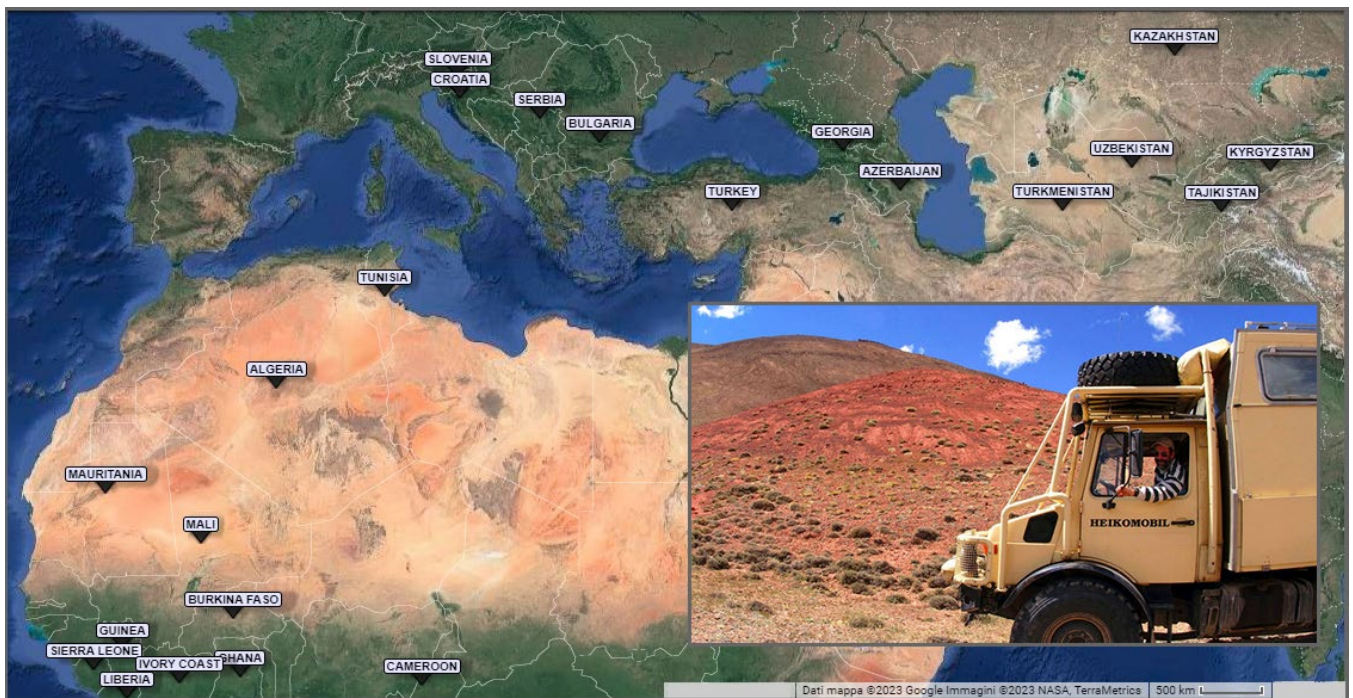 KAZAKHSTAN
SLOVENIA
CROATIA
SERBIA
BULGARIA
GEORGIA
UZBEKISTAN
KYRGYZSTAN
AZERBAIJAN
TURKEY
TURKMENISTAN
TAJIKISTAN
TUNISIA
ALGERIA
MAURITANIA
MALI
HEIKOMOBIL
BURKINA FASO
GUINEA
SIERRA LEONE
IVORY COAST
GHANA
CAMEROON
LIBERIA
Dati mappa ©2023 Google Immagini ©2023 NASA, TerraMetrics
500 km